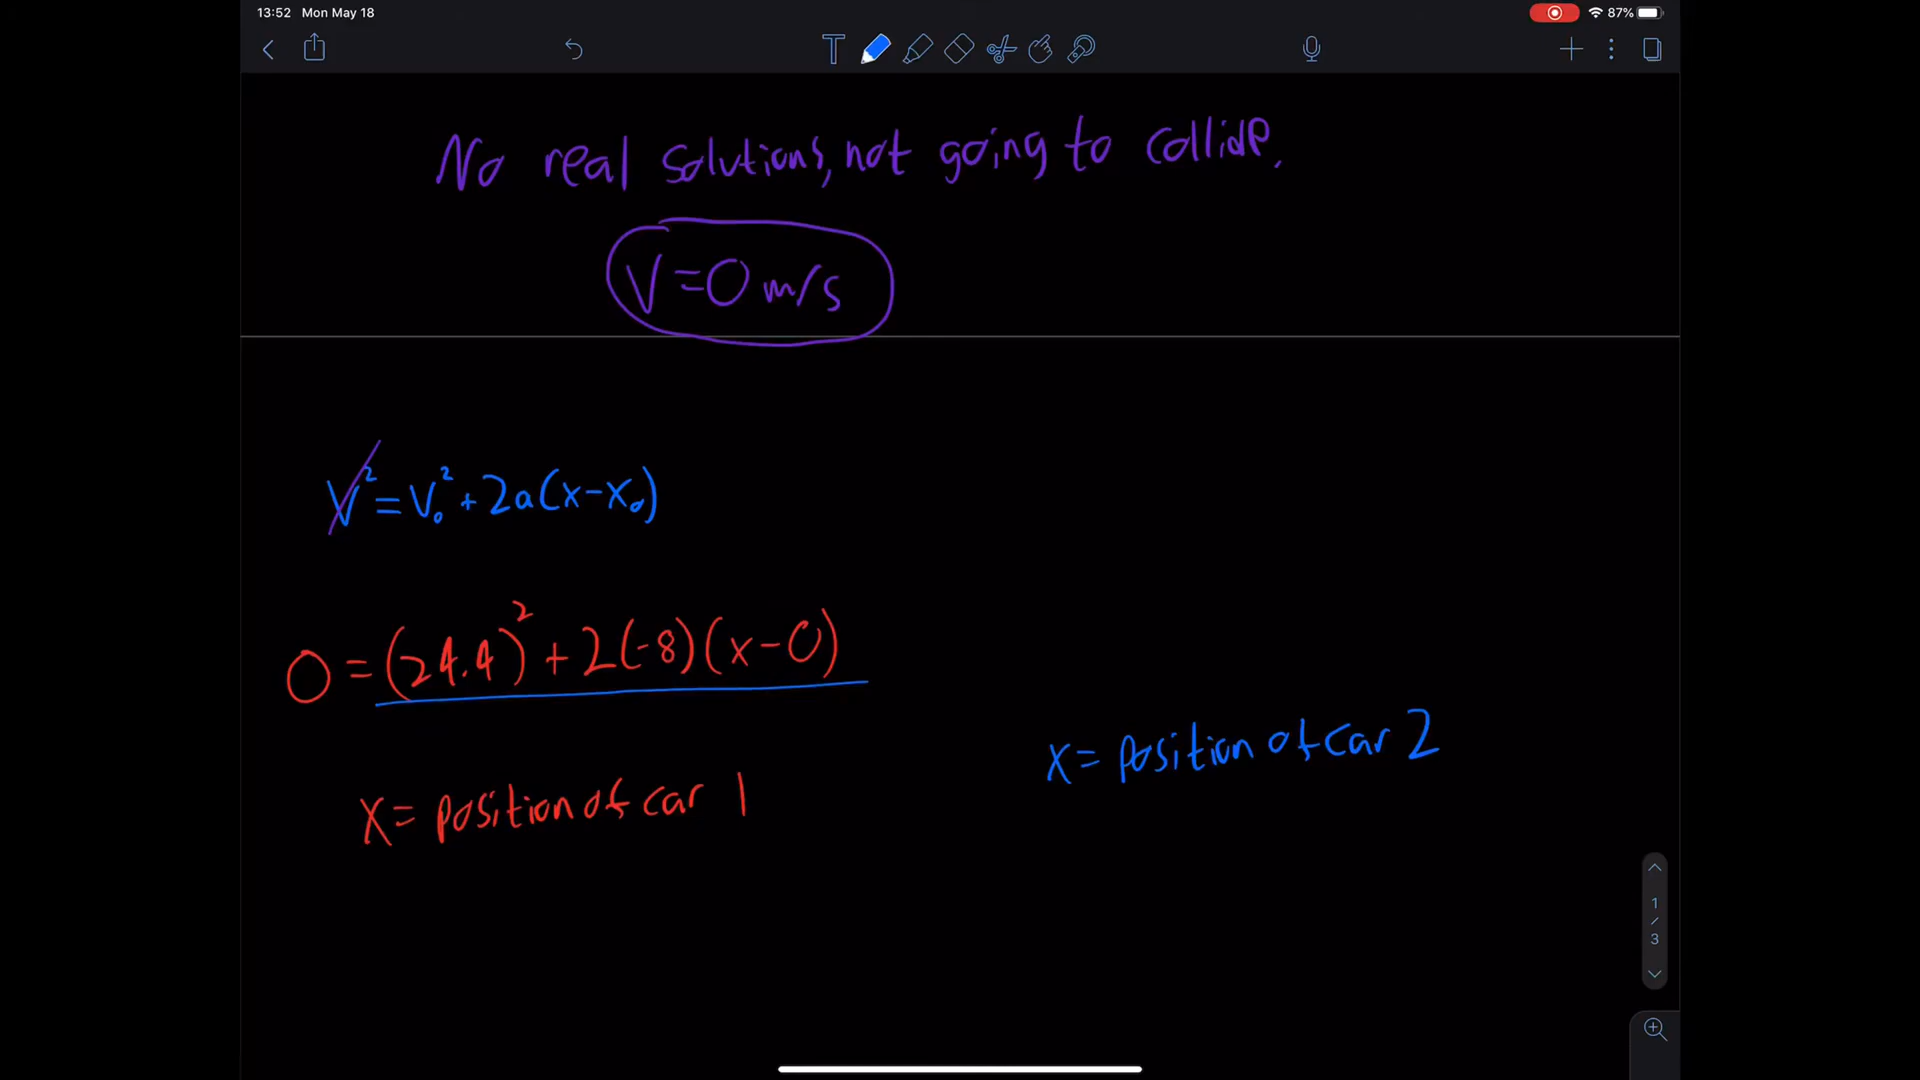 13:52 Mon May 18
87%
T
No real solutions, not going to collide.
V=0 m/s
V²=V₀²+2a(x-x₀)
0=(24.4)²+2(-8)(x-0)
x= position of car 2
x= position of car 1
1
/
3